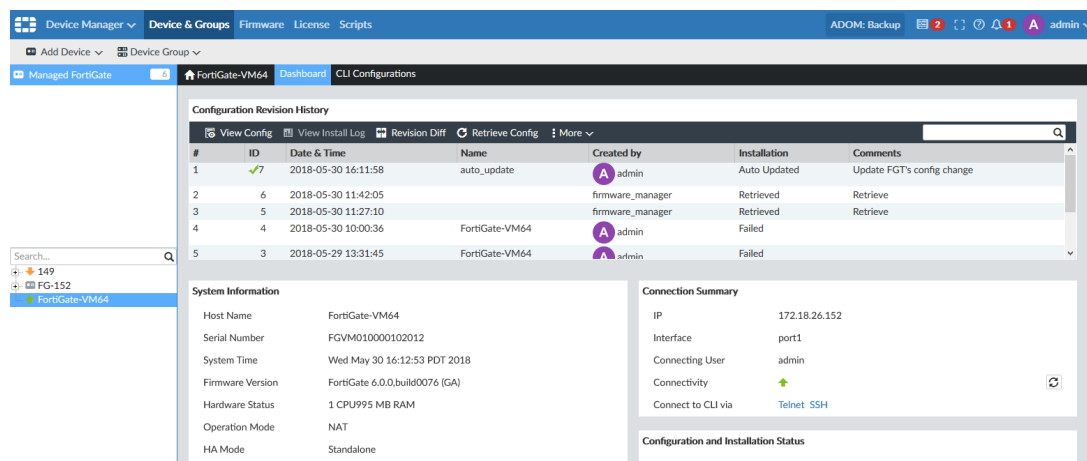 Device Manager Device & Groups Firmware License Scripts ADOM: Backup 2 1 A admin
Add Device Device Group
Managed FortiGate 6 FortiGate-VM64 Dashboard CLI Configurations
Configuration Revision History
View Config View Install Log Revision Diff Retrieve Config More
# ID Date & Time Name Created by Installation Comments
1 7 2018-05-30 16:11:58 auto_update A admin Auto Updated Update FGT's config change
2 6 2018-05-30 11:42:05 firmware_manager Retrieved Retrieve
3 5 2018-05-30 11:27:10 firmware_manager Retrieved Retrieve
4 4 2018-05-30 10:00:36 FortiGate-VM64 A admin Failed
5 3 2018-05-29 13:31:45 FortiGate-VM64 A admin Failed
Search...
149
FG-152
FortiGate-VM64
System Information
Host Name FortiGate-VM64
Serial Number FGVM010000102012
System Time Wed May 30 16:12:53 PDT 2018
Firmware Version FortiGate 6.0.0,build0076 (GA)
Hardware Status 1 CPU995 MB RAM
Operation Mode NAT
HA Mode Standalone
Connection Summary
IP 172.18.26.152
Interface port1
Connecting User admin
Connectivity
Connect to CLI via Telnet SSH
Configuration and Installation Status